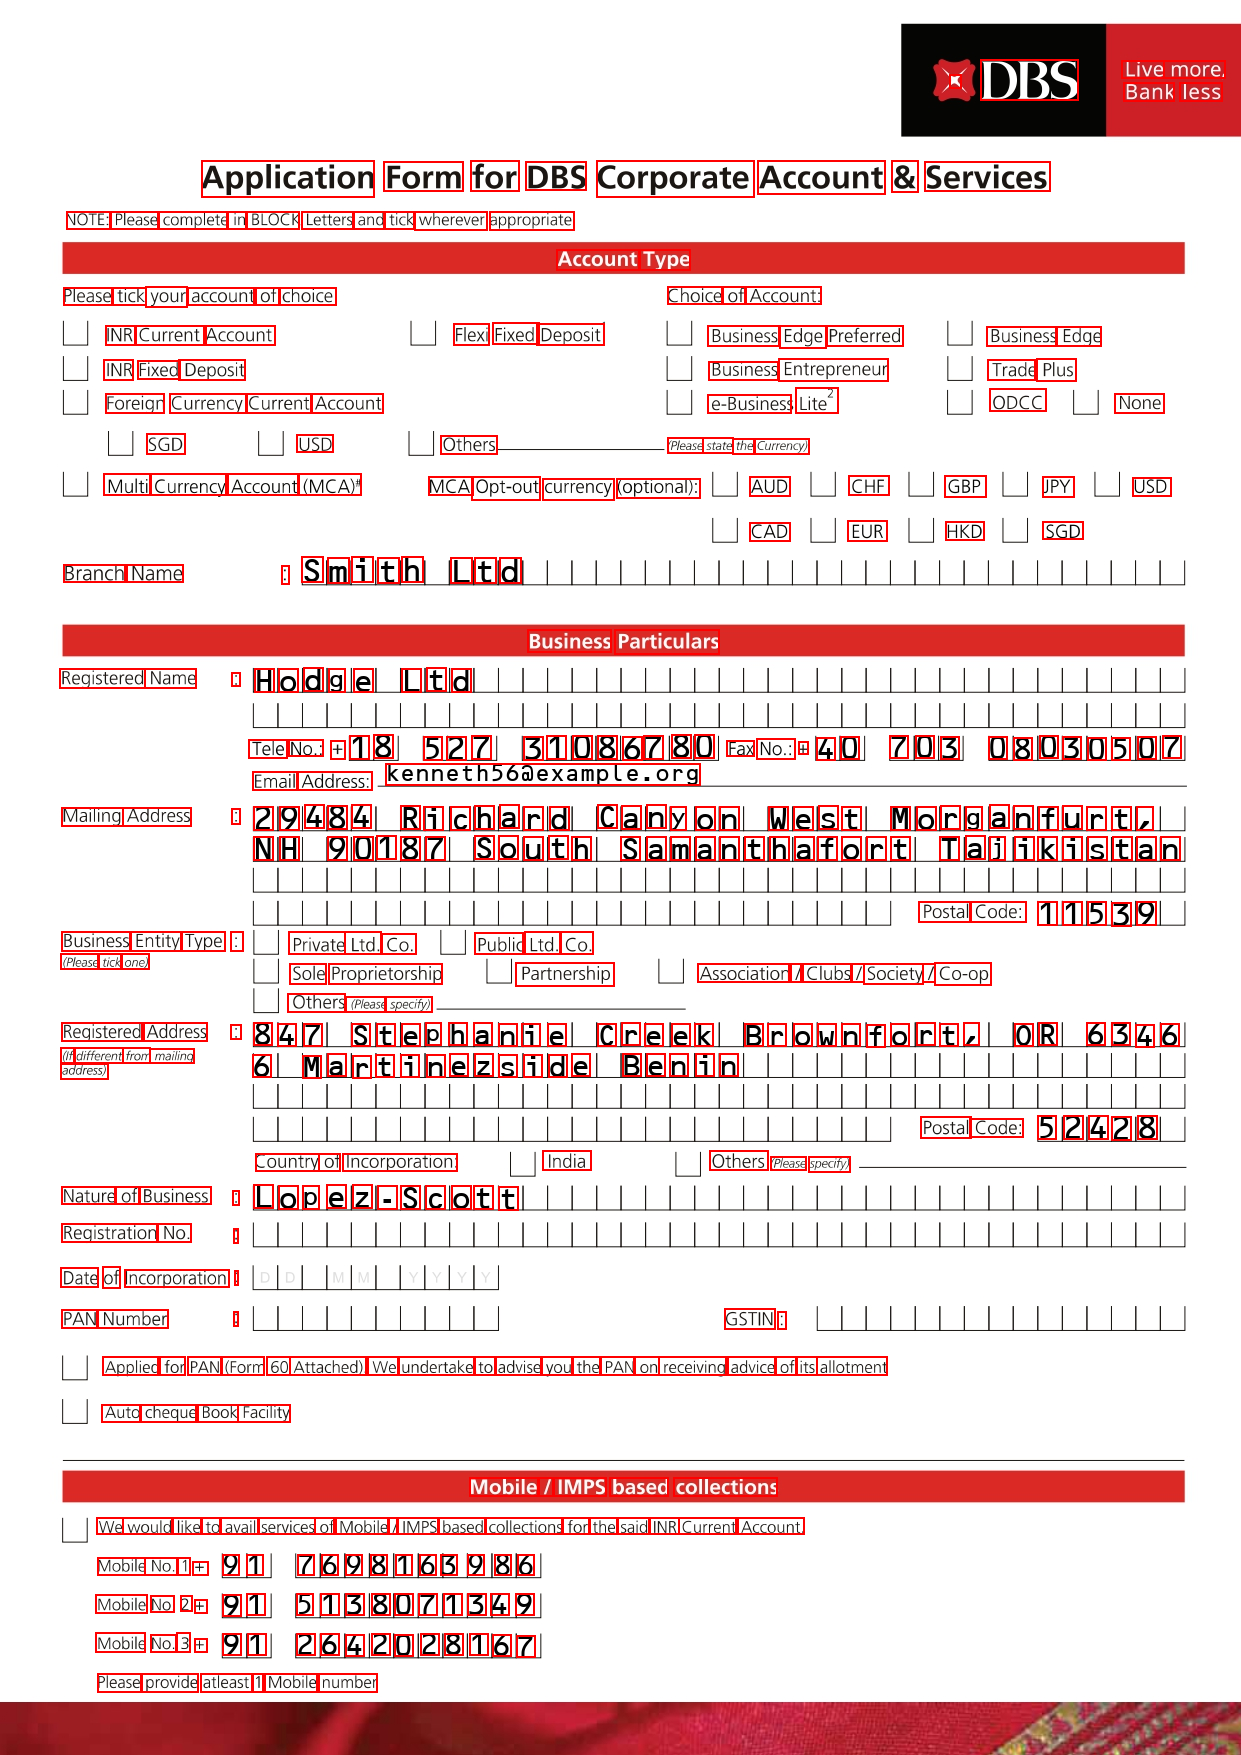 DBS
Live more,
Bank less
Application Form for DBS Corporate Account & Services
NOTE: Please complete in BLOCK Letters and tick wherever appropriate
Account Type
Please tick your account of choice
Choice of Account:
INR Current Account Flexi Fixed Deposit Business Edge Preferred Business Edge
INR Fixed Deposit Business Entrepreneur Trade Plus
Foreign Currency Current Account e-Business Lite2 ODCC None
SGD USD Others (Please state the Currency)
Multi Currency Account (MCA)# MCA Opt-out currency (optional): AUD CHF GBP JPY USD
CAD EUR HKD SGD
Branch Name : Smith Ltd
Business Particulars
Registered Name : Hodge Ltd
Tele No.: + 18 527 31086780 Fax No.: + 40 703 08030507
Email Address: kenneth56@example.org
Mailing Address : 29484 Richard Canyon West Morganfurt,
NH 90187 South Samanthafort Tajikistan
Postal Code: 11539
Business Entity Type : Private Ltd. Co. Public Ltd. Co.
(Please tick one)
Sole Proprietorship Partnership Association / Clubs / Society / Co-op
Others (Please specify)
Registered Address : 847 Stephanie Creek Brownfort, OR 6346
(If different from mailing
address)
6 Martinezside Benin
Postal Code: 52428
Country of Incorporation: India Others (Please specify)
Nature of Business : Lopez-Scott
Registration No. :
Date of Incorporation : D D M M Y Y Y Y
PAN Number : GSTIN :
Applied for PAN (Form 60 Attached). We undertake to advise you the PAN on receiving advice of its allotment
Auto cheque Book Facility
Mobile / IMPS based collections
We would like to avail services of Mobile / IMPS based collections for the said INR Current Account.
Mobile No. 1 + 91 7698163986
Mobile No. 2 + 91 5138071349
Mobile No. 3 + 91 2642028167
Please provide atleast 1 Mobile number